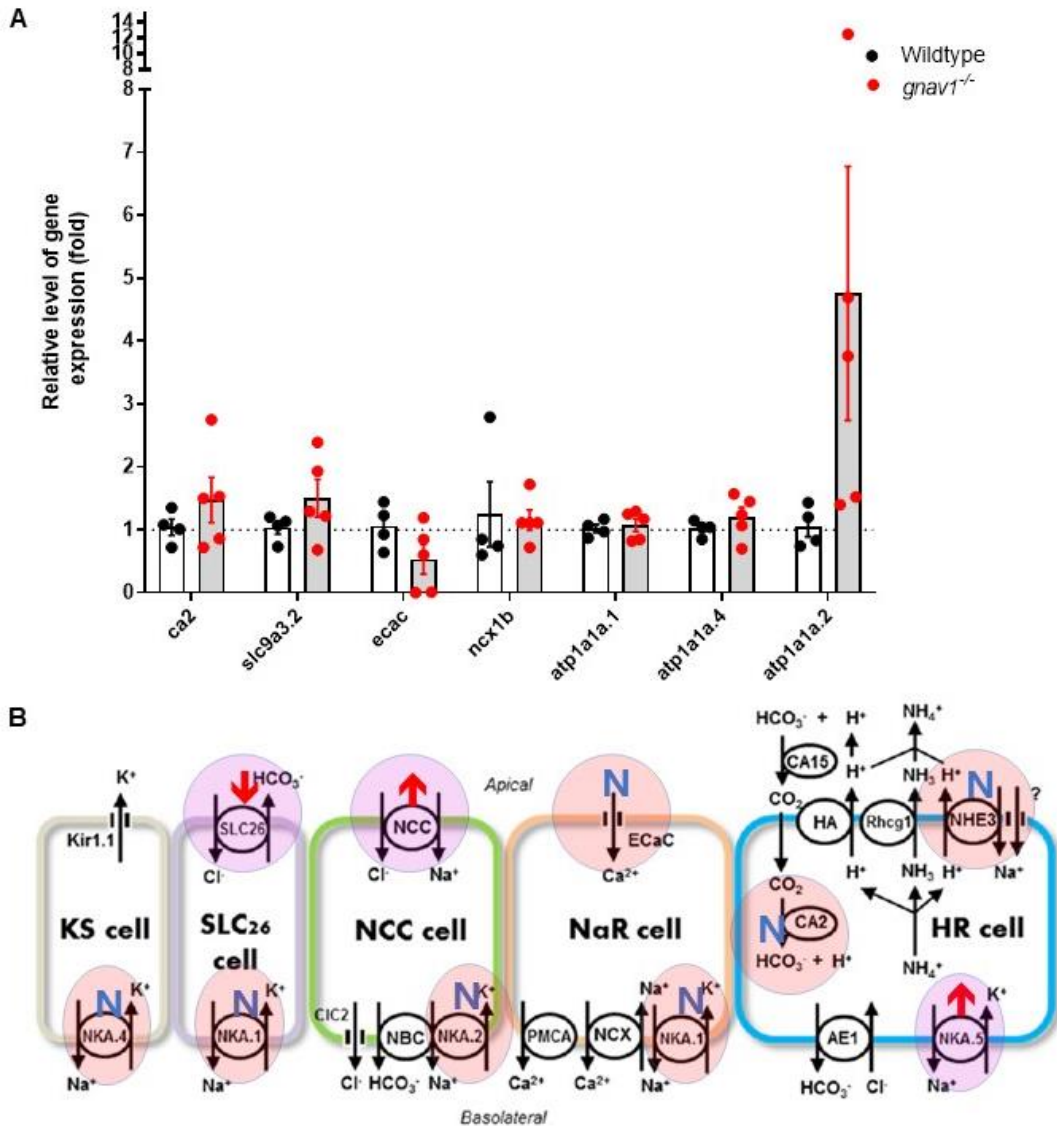 A
14
12
10
8
8
7
6
5
4
3
2
1
0
Relative level of gene
expression (fold)
Wildtype
gnav1-/-
ca2
slc9a3.2
ecac
ncx1b
atp1a1a.1
atp1a1a.4
atp1a1a.2
B
K⁺
Kir1.1
KS cell
N
K⁺
NKA.4
Na⁺
HCO₃⁻
SLC26
Cl⁻
SLC26
cell
N
K⁺
NKA.1
Na⁺
NCC
Cl⁻ Na⁺
NCC cell
ClC2
NBC
N
K⁺
NKA.2
Cl⁻ HCO₃⁻ Na⁺
Apical
Basolateral
N
ECaC
Ca²⁺
NaR cell
PMCA
NCX
Na⁺
N
K⁺
NKA.1
Ca²⁺ Ca²⁺ Na⁺
HCO₃⁻ + H⁺
NH₄⁺
CA15
H⁺
NH₃ H⁺
?
CO₂
HA
Rhcg1
NHE3
N
Na⁺
CO₂
H⁺
NH₃ H⁺
N
CA2
HCO₃⁻ + H⁺
NH₄⁺
HR cell
AE1
K⁺
NKA.5
HCO₃⁻ Cl⁻ Na⁺